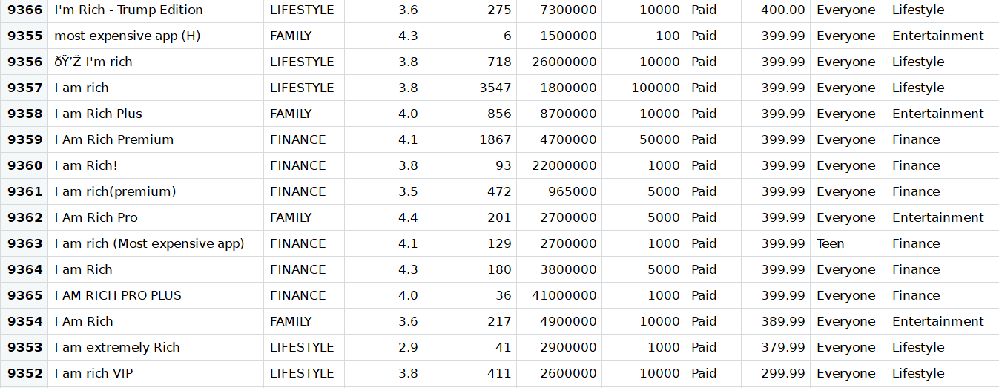 9366 I'm Rich - Trump Edition LIFESTYLE 3.6 275 7300000 10000 Paid 400.00 Everyone Lifestyle
9355 most expensive app (H) FAMILY 4.3 6 1500000 100 Paid 399.99 Everyone Entertainment
9356 ðŸ’Ž I'm rich LIFESTYLE 3.8 718 26000000 10000 Paid 399.99 Everyone Lifestyle
9357 I am rich LIFESTYLE 3.8 3547 1800000 100000 Paid 399.99 Everyone Lifestyle
9358 I am Rich Plus FAMILY 4.0 856 8700000 10000 Paid 399.99 Everyone Entertainment
9359 I Am Rich Premium FINANCE 4.1 1867 4700000 50000 Paid 399.99 Everyone Finance
9360 I am Rich! FINANCE 3.8 93 22000000 1000 Paid 399.99 Everyone Finance
9361 I am rich(premium) FINANCE 3.5 472 965000 5000 Paid 399.99 Everyone Finance
9362 I Am Rich Pro FAMILY 4.4 201 2700000 5000 Paid 399.99 Everyone Entertainment
9363 I am rich (Most expensive app) FINANCE 4.1 129 2700000 1000 Paid 399.99 Teen Finance
9364 I am Rich FINANCE 4.3 180 3800000 5000 Paid 399.99 Everyone Finance
9365 I AM RICH PRO PLUS FINANCE 4.0 36 41000000 1000 Paid 399.99 Everyone Finance
9354 I Am Rich FAMILY 3.6 217 4900000 10000 Paid 389.99 Everyone Entertainment
9353 I am extremely Rich LIFESTYLE 2.9 41 2900000 1000 Paid 379.99 Everyone Lifestyle
9352 I am rich VIP LIFESTYLE 3.8 411 2600000 10000 Paid 299.99 Everyone Lifestyle